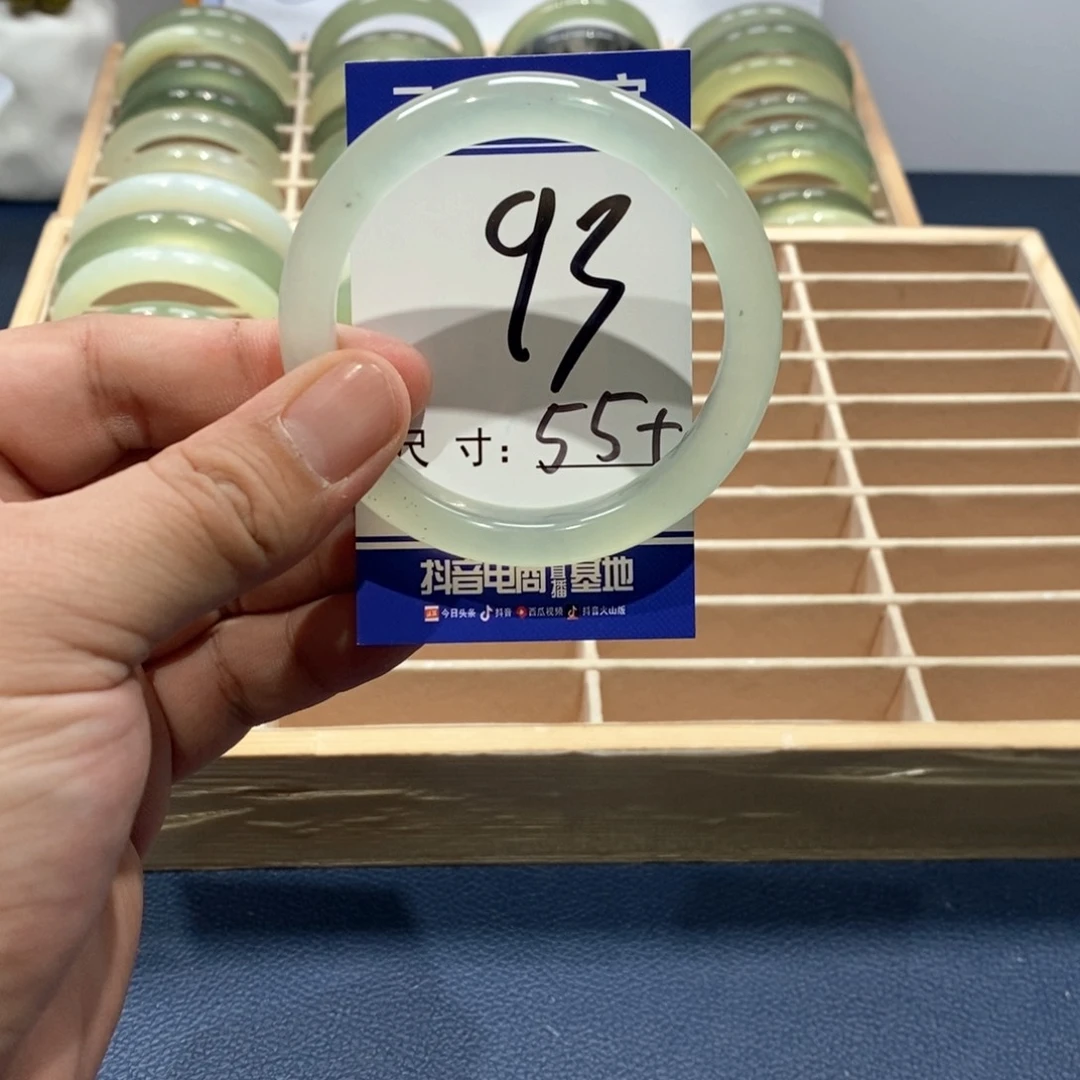 93
尺 寸: 55+
抖音电商直播基地
今日头条 抖音 西瓜视频 抖音火山版